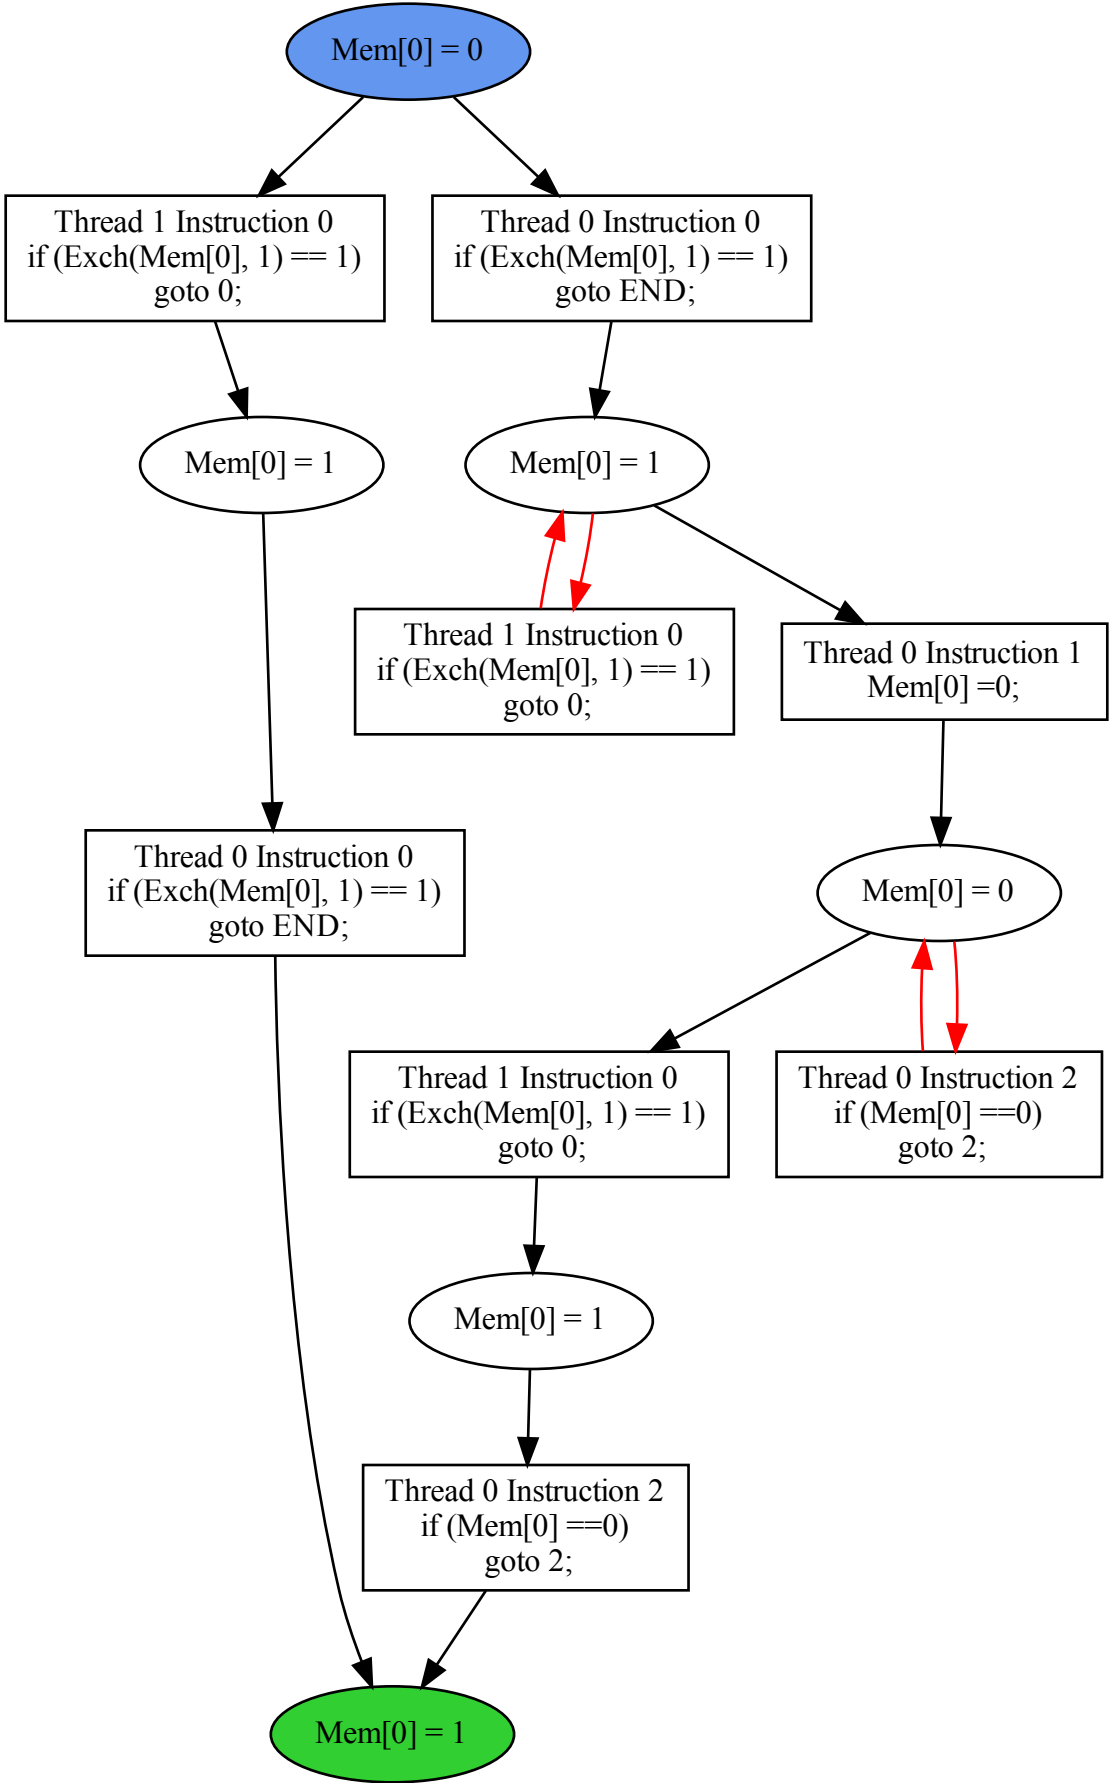 Mem[0] = 0
Thread 1 Instruction 0
if (Exch(Mem[0], 1) == 1)
goto 0;
Thread 0 Instruction 0
if (Exch(Mem[0], 1) == 1)
goto END;
Mem[0] = 1
Mem[0] = 1
Thread 1 Instruction 0
if (Exch(Mem[0], 1) == 1)
goto 0;
Thread 0 Instruction 1
Mem[0] =0;
Thread 0 Instruction 0
if (Exch(Mem[0], 1) == 1)
goto END;
Mem[0] = 0
Thread 1 Instruction 0
if (Exch(Mem[0], 1) == 1)
goto 0;
Thread 0 Instruction 2
if (Mem[0] ==0)
goto 2;
Mem[0] = 1
Thread 0 Instruction 2
if (Mem[0] ==0)
goto 2;
Mem[0] = 1